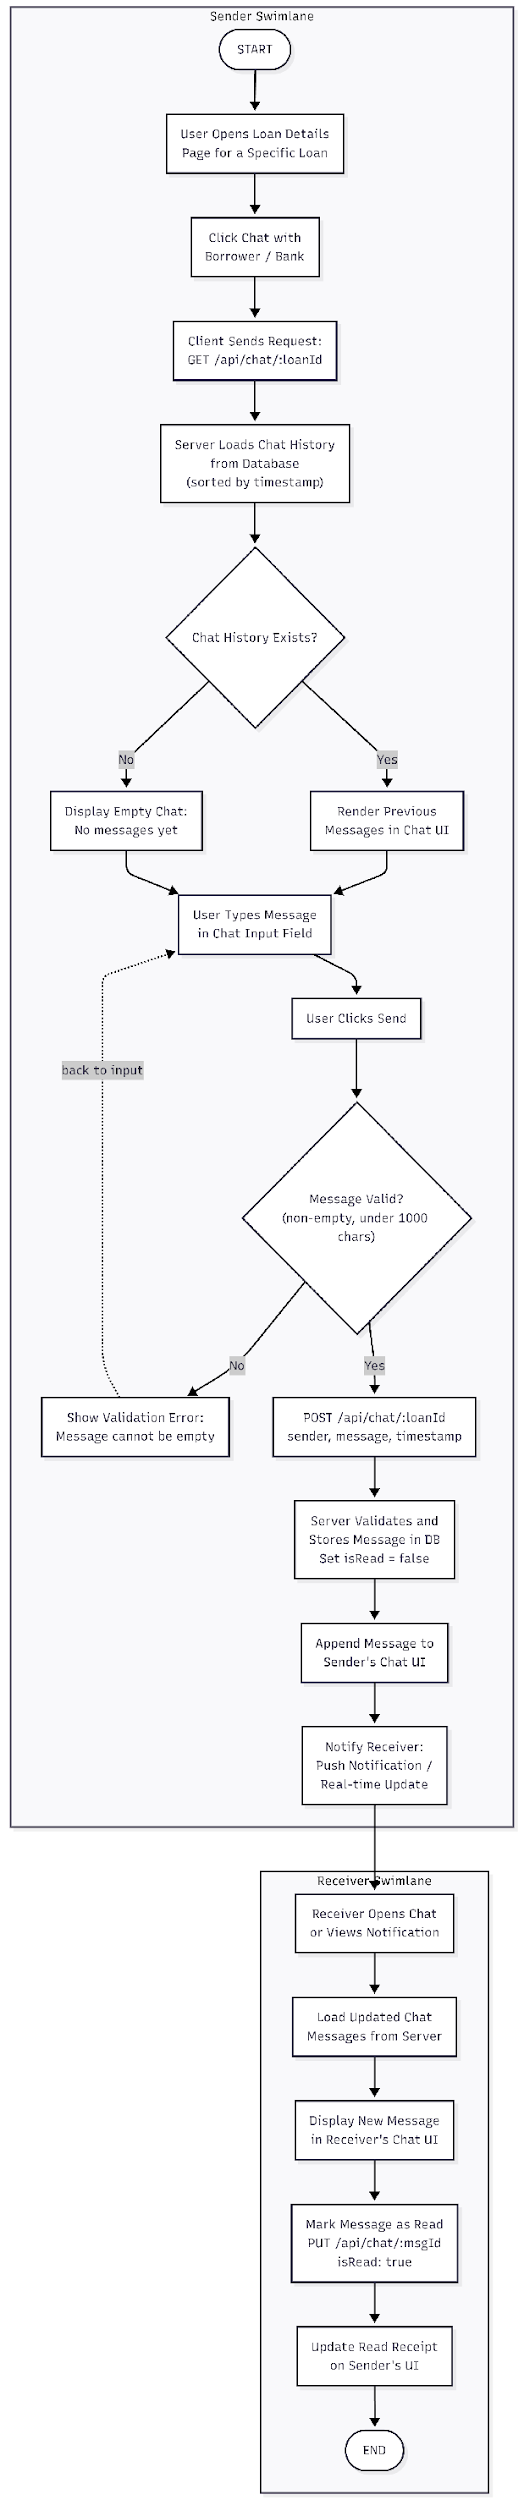 Sender Swimlane
START
User Opens Loan Details
Page for a Specific Loan
Click Chat with
Borrower / Bank
Client Sends Request:
GET /api/chat/:loanId
Server Loads Chat History
from Database
(sorted by timestamp)
Chat History Exists?
No
Yes
Display Empty Chat:
No messages yet
Render Previous
Messages in Chat UI
User Types Message
in Chat Input Field
User Clicks Send
back to input
Message Valid?
(non-empty, under 1000
chars)
No
Yes
Show Validation Error:
Message cannot be empty
POST /api/chat/:loanId
sender, message, timestamp
Server Validates and
Stores Message in DB
Set isRead = false
Append Message to
Sender's Chat UI
Notify Receiver:
Push Notification /
Real-time Update
Receiver Swimlane
Receiver Opens Chat
or Views Notification
Load Updated Chat
Messages from Server
Display New Message
in Receiver's Chat UI
Mark Message as Read
PUT /api/chat/:msgId
isRead: true
Update Read Receipt
on Sender's UI
END